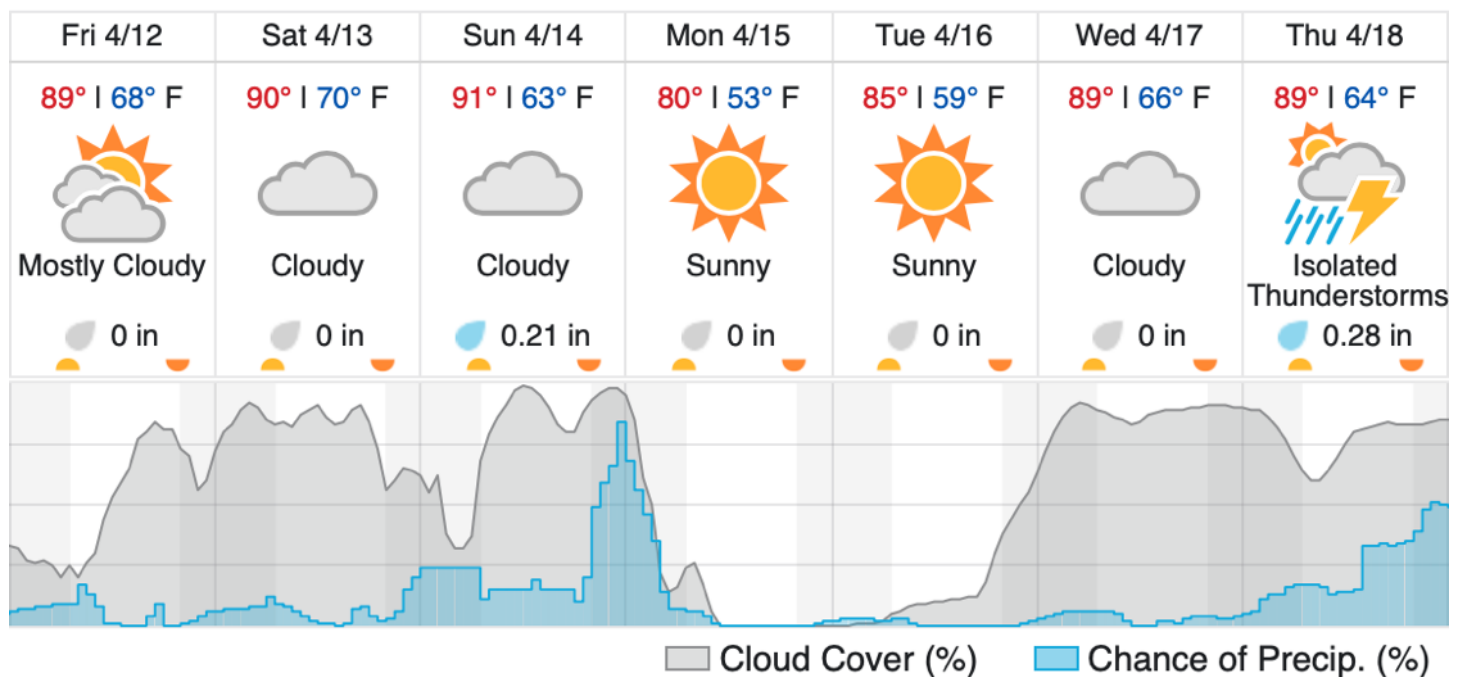 Fri 4/12 Sat 4/13 Sun 4/14 Mon 4/15 Tue 4/16 Wed 4/17 Thu 4/18
89° | 68° F 90° | 70° F 91° | 63° F 80° | 53° F 85° | 59° F 89° | 66° F 89° | 64° F
Mostly Cloudy Cloudy Cloudy Sunny Sunny Cloudy Isolated
Thunderstorms
0 in 0 in 0.21 in 0 in 0 in 0 in 0.28 in
Cloud Cover (%) Chance of Precip. (%)